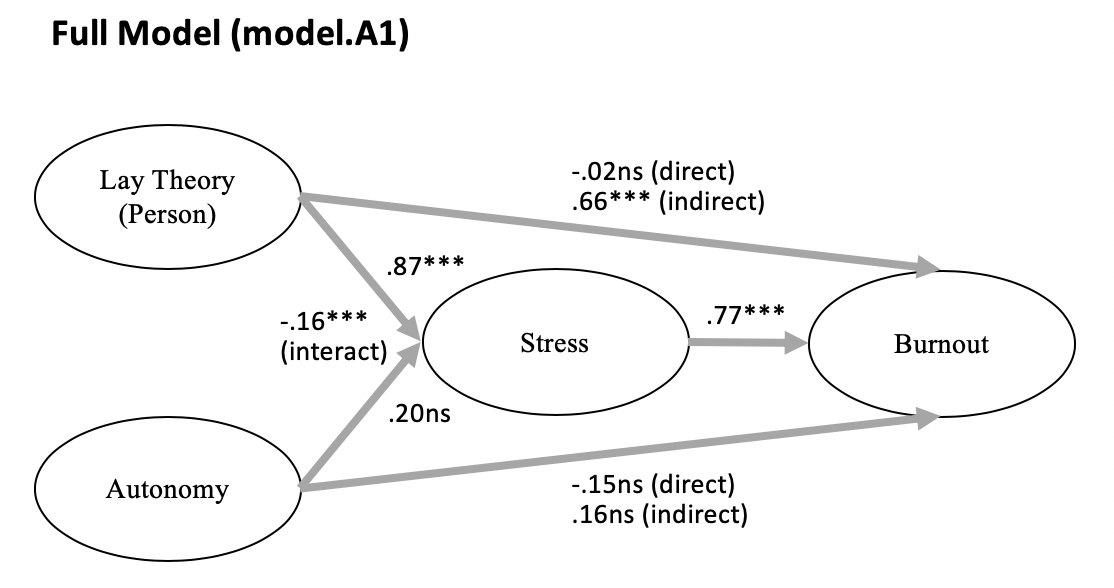 Full Model (model.A1)
Lay Theory
(Person)
-.02ns (direct)
.66*** (indirect)
.87***
-.16***
(interact)
Stress
.77***
Burnout
.20ns
Autonomy
-.15ns (direct)
.16ns (indirect)